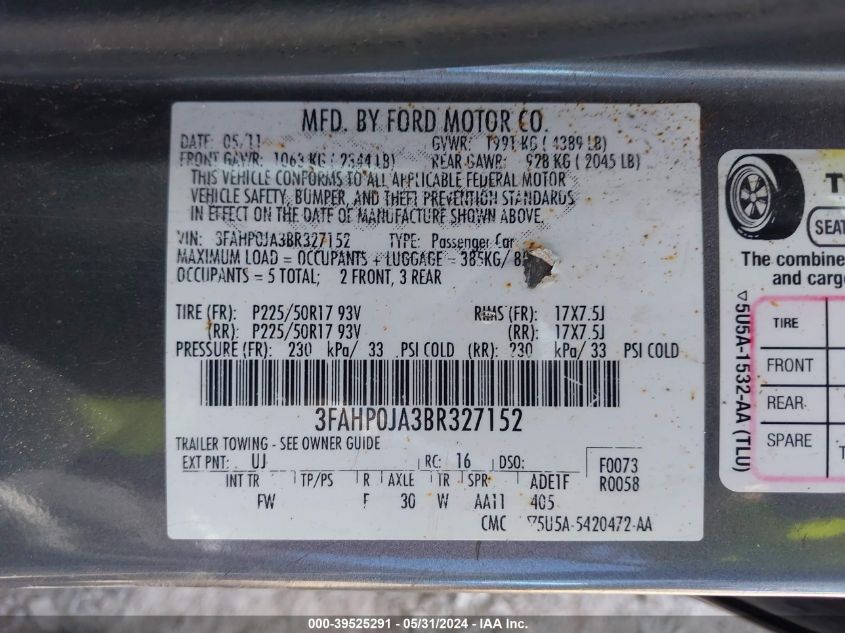 MFD. BY FORD MOTOR CO.
DATE: 05/11 GVWR: 1991 KG ( 4389 LB)
FRONT GAWR: 1063 KG ( 2344 LB) REAR GAWR: 928 KG ( 2045 LB)
THIS VEHICLE CONFORMS TO ALL APPLICABLE FEDERAL MOTOR
VEHICLE SAFETY, BUMPER, AND THEFT PREVENTION STANDARDS
IN EFFECT ON THE DATE OF MANUFACTURE SHOWN ABOVE.
VIN: 3FAHP0JA3BR327152 TYPE: Passenger Car
MAXIMUM LOAD = OCCUPANTS + LUGGAGE = 385KG/
OCCUPANTS = 5 TOTAL; 2 FRONT, 3 REAR
TIRE (FR): P225/50R17 93V RIMS (FR): 17X7.5J
(RR): P225/50R17 93V (RR): 17X7.5J
PRESSURE (FR): 230 kPa/ 33 PSI COLD (RR): 230 kPa/ 33 PSI COLD
3FAHP0JA3BR327152
TRAILER TOWING - SEE OWNER GUIDE
EXT PNT: UJ RC: 16 DSO: F0073
INT TR TP/PS R AXLE TR SPR ADE1F R0058
FW F 30 W AA11 405
CMC ▽5U5A-5420472-AA
SEAT
The combine
and cargo
▽5U5A-1532-AA (TLU)
TIRE
FRONT
REAR
SPARE
000-39525291 - 05/31/2024 - IAA Inc.